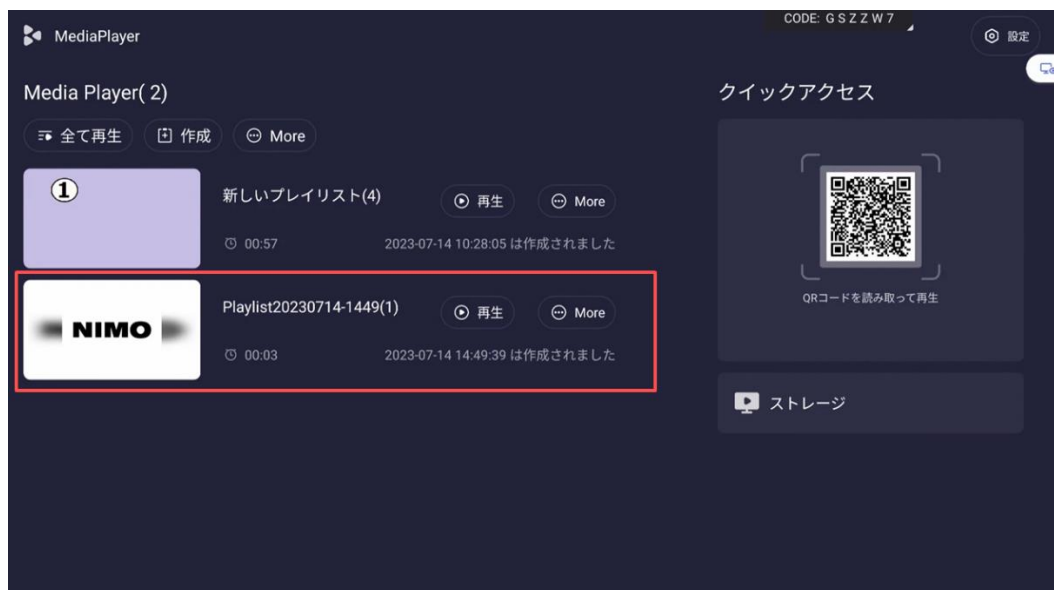 CODE: G S Z Z W 7
MediaPlayer
設定
Media Player( 2)
クイックアクセス
全て再生 作成 More
①
新しいプレイリスト(4) 再生 More
00:57 2023-07-14 10:28:05 は作成されました
NIMO
Playlist20230714-1449(1) 再生 More
00:03 2023-07-14 14:49:39 は作成されました
QRコードを読み取って再生
ストレージ